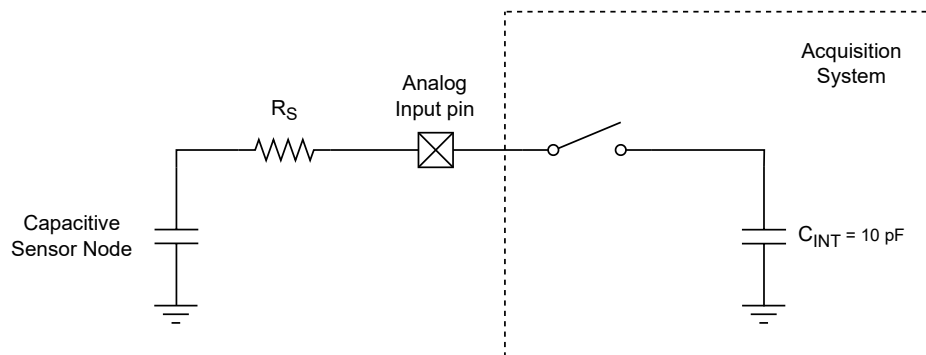 Acquisition
System
Analog
Input pin
RS
Capacitive
Sensor Node
CINT = 10 pF